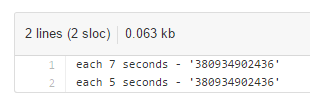 2 lines (2 sloc) 0.063 kb
1 each 7 seconds - '380934902436'
2 each 5 seconds - '380934902436'